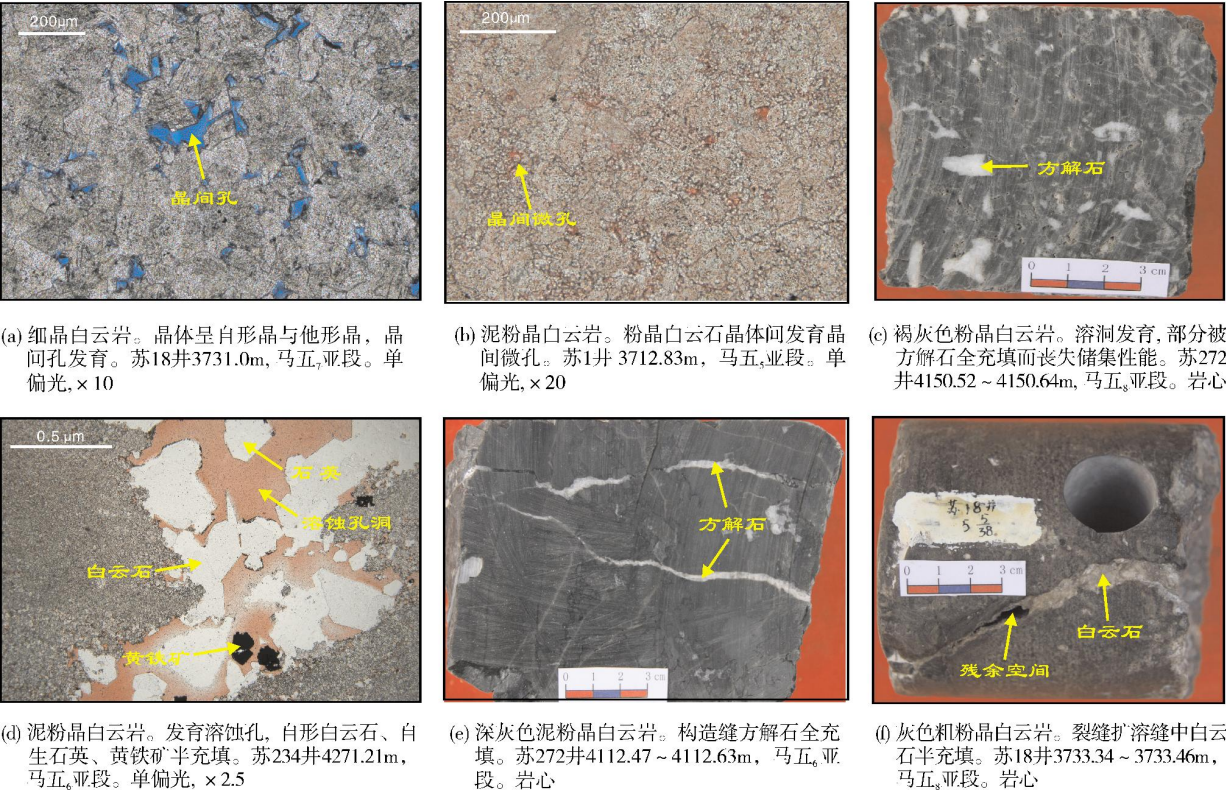 200μm
晶间孔
200μm
晶间微孔
方解石
0 1 2 3 cm
(a) 细晶白云岩。晶体呈自形晶与他形晶，晶
间孔发育。苏18井3731.0m, 马五₇亚段。单
偏光, × 10
(b) 泥粉晶白云岩。粉晶白云石晶体间发育晶
间微孔。苏1井 3712.83m, 马五₅亚段。单
偏光, × 20
(c) 褐灰色粉晶白云岩。溶洞发育, 部分被
方解石全充填而丧失储集性能。苏272
井4150.52 ~ 4150.64m, 马五₈亚段。岩心
0.5 μm
石英
溶蚀孔洞
白云石
黄铁矿
方解石
0 1 2 3 cm
苏18井
5 5/38
0 1 2 3 cm
白云石
残余空间
(d) 泥粉晶白云岩。发育溶蚀孔, 自形白云石、自
生石英、黄铁矿半充填。苏234井4271.21m,
马五₆亚段。单偏光, × 2.5
(e) 深灰色泥粉晶白云岩。构造缝方解石全充
填。苏272井4112.47 ~ 4112.63m, 马五₆亚
段。岩心
(f) 灰色粗粉晶白云岩。裂缝扩溶缝中白云
石半充填。苏18井3733.34 ~ 3733.46m,
马五₈亚段。岩心